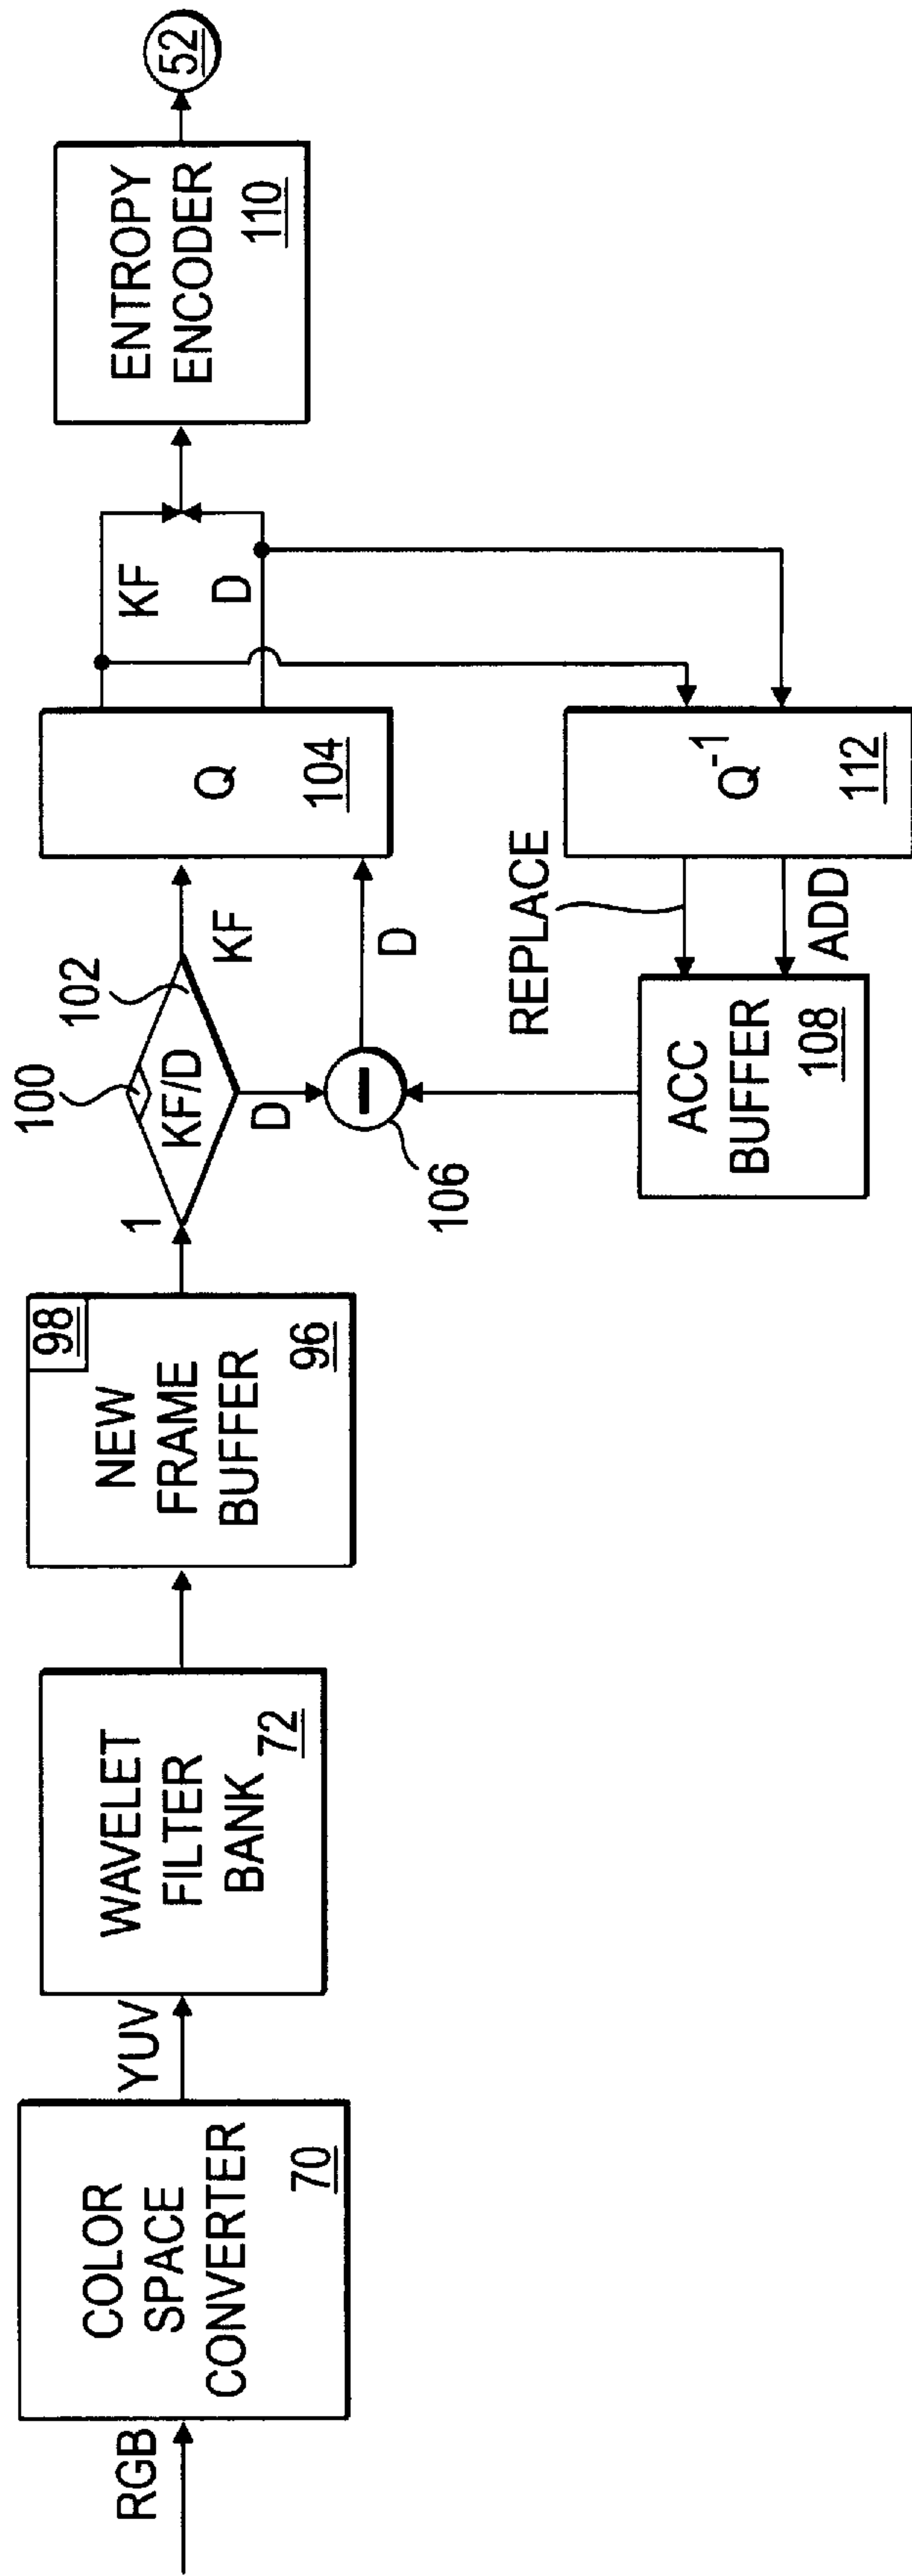 RGB
COLOR
SPACE
CONVERTER
70
YUV
WAVELET
FILTER
BANK
72
98
NEW
FRAME
BUFFER
96
1
100
KF/D
102
KF
D
106
D
Q
104
KF
D
ENTROPY
ENCODER
110
52
ACC
BUFFER
108
REPLACE
ADD
Q-1
112